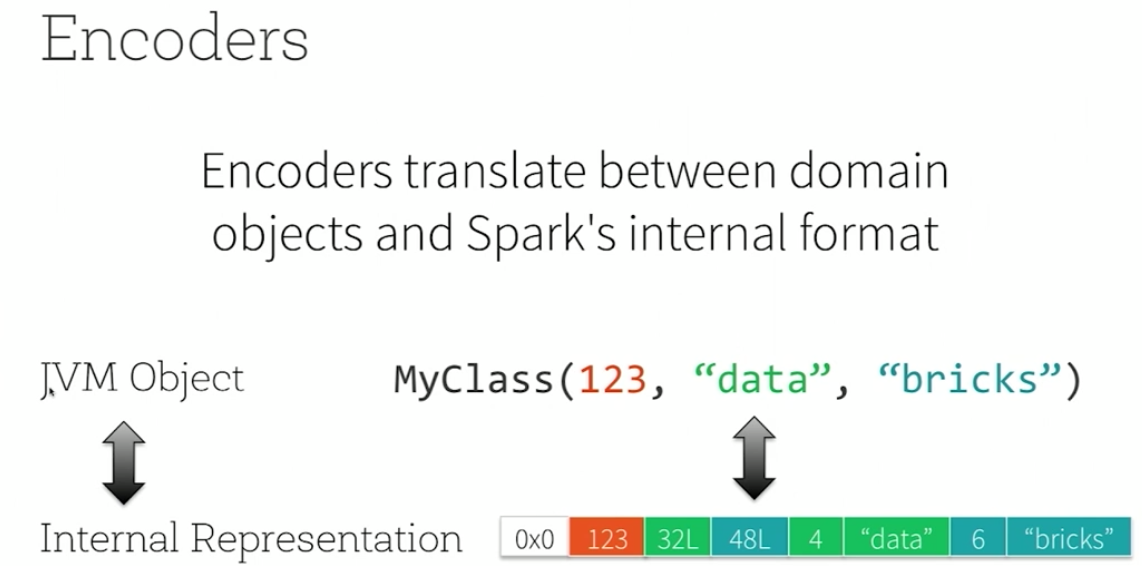 Encoders
Encoders translate between domain
objects and Spark's internal format
JVM Object
MyClass(123, “data”, “bricks”)
Internal Representation
0x0 123 32L 48L 4 “data” 6 “bricks”